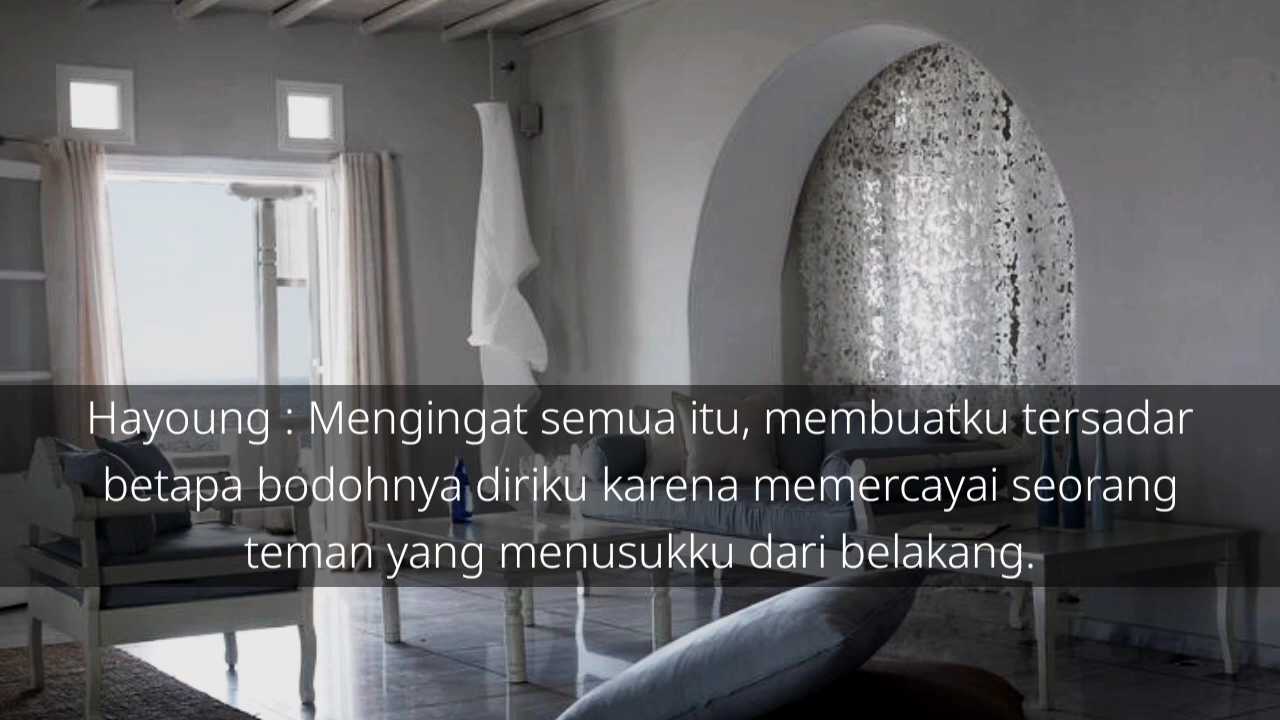 Hayoung : Mengingat semua itu, membuatku tersadar
betapa bodohnya diriku karena memercayai seorang
teman yang menusukku dari belakang.